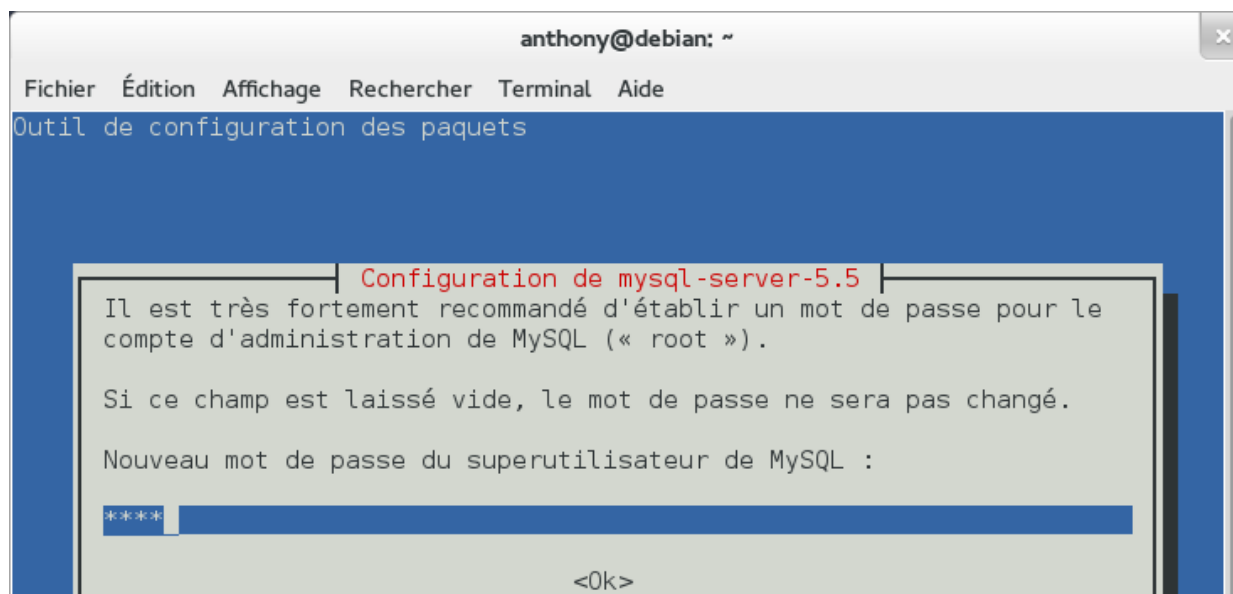 anthony@debian: ~
Fichier Édition Affichage Rechercher Terminal Aide
Outil de configuration des paquets
Configuration de mysql-server-5.5
Il est très fortement recommandé d'établir un mot de passe pour le
compte d'administration de MySQL (« root »).
Si ce champ est laissé vide, le mot de passe ne sera pas changé.
Nouveau mot de passe du superutilisateur de MySQL :
****
<Ok>